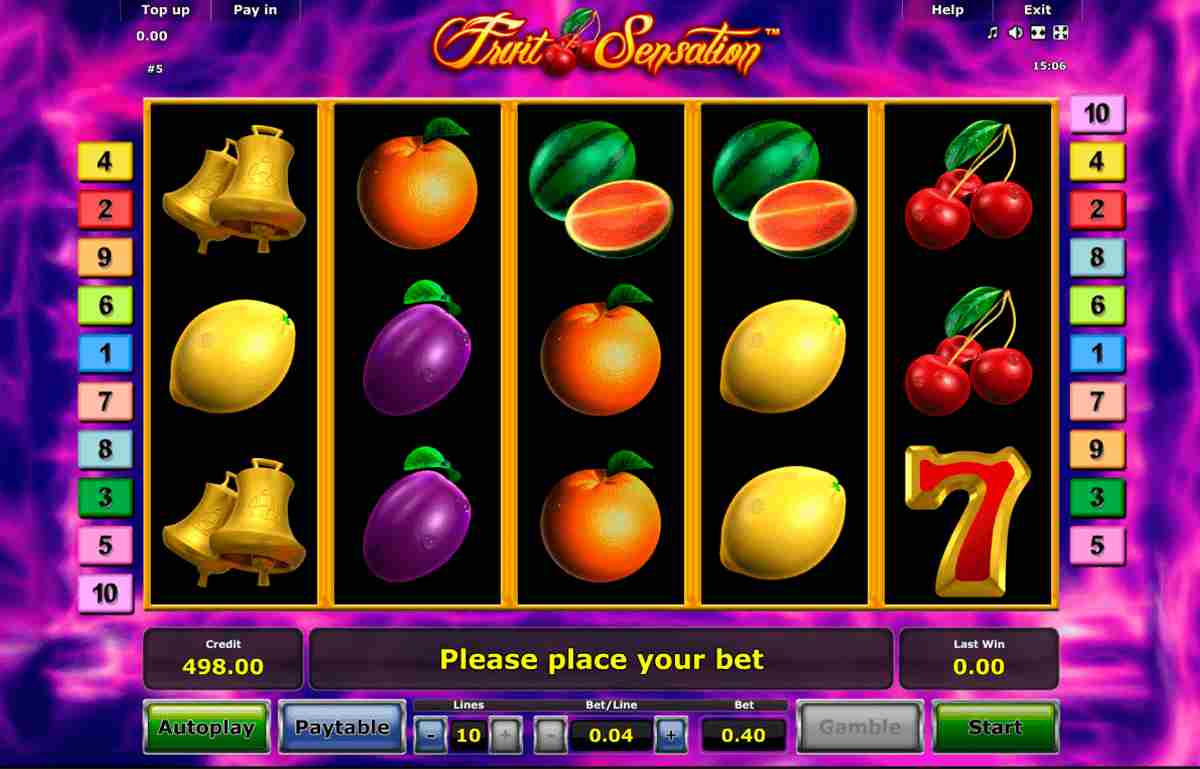 Top up
Pay in
Help
Exit
0.00
#5
Fruit Sensation™
15:06
10
4
4
2
2
9
8
6
6
1
1
7
7
8
9
3
3
5
5
10
7
Credit
498.00
Please place your bet
Last Win
0.00
Autoplay
Paytable
Lines
- 10 +
Bet/Line
- 0.04 +
Bet
0.40
Gamble
Start